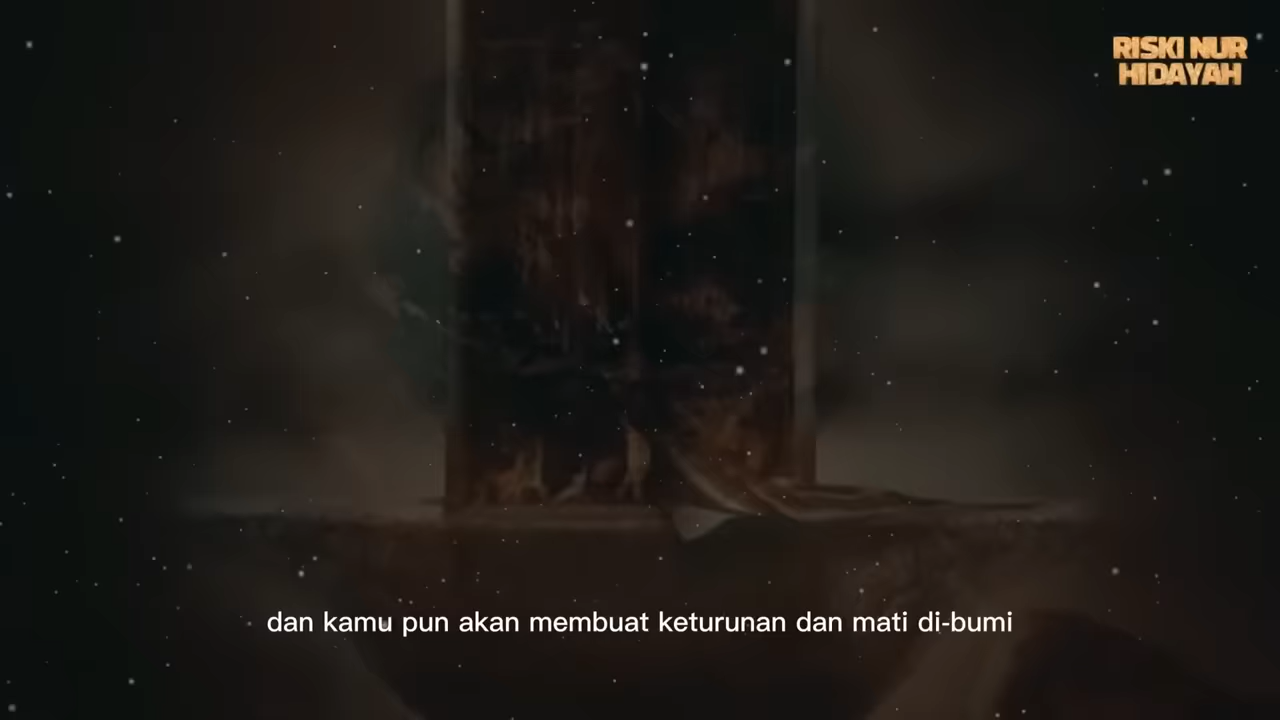 RISKI NUR
HIDAYAH
dan kamu pun akan membuat keturunan dan mati di-bumi